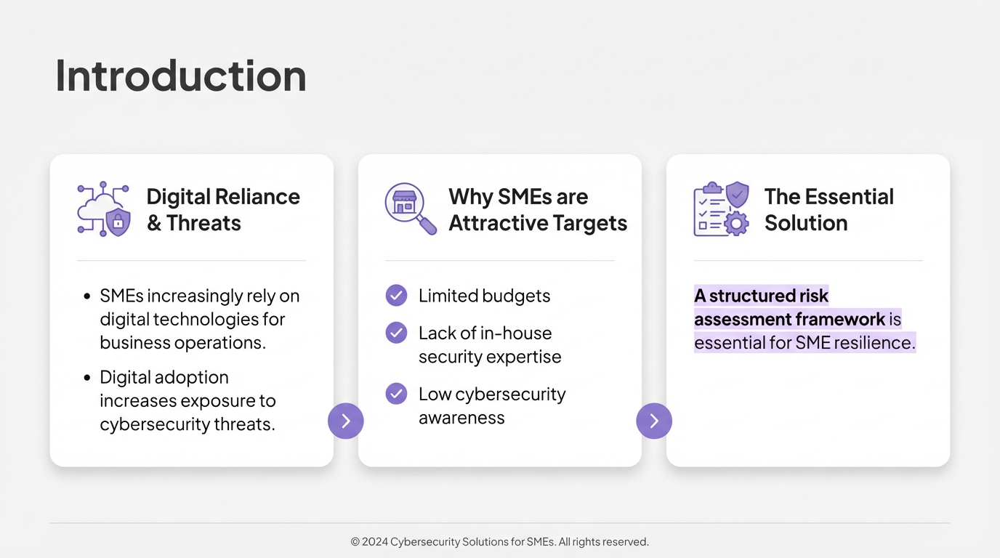 Introduction
Digital Reliance
& Threats
• SMEs increasingly rely on
digital technologies for
business operations.
• Digital adoption
increases exposure to
cybersecurity threats.
Why SMEs are
Attractive Targets
Limited budgets
Lack of in-house
security expertise
Low cybersecurity
awareness
The Essential
Solution
A structured risk
assessment framework is
essential for SME resilience.
© 2024 Cybersecurity Solutions for SMEs. All rights reserved.